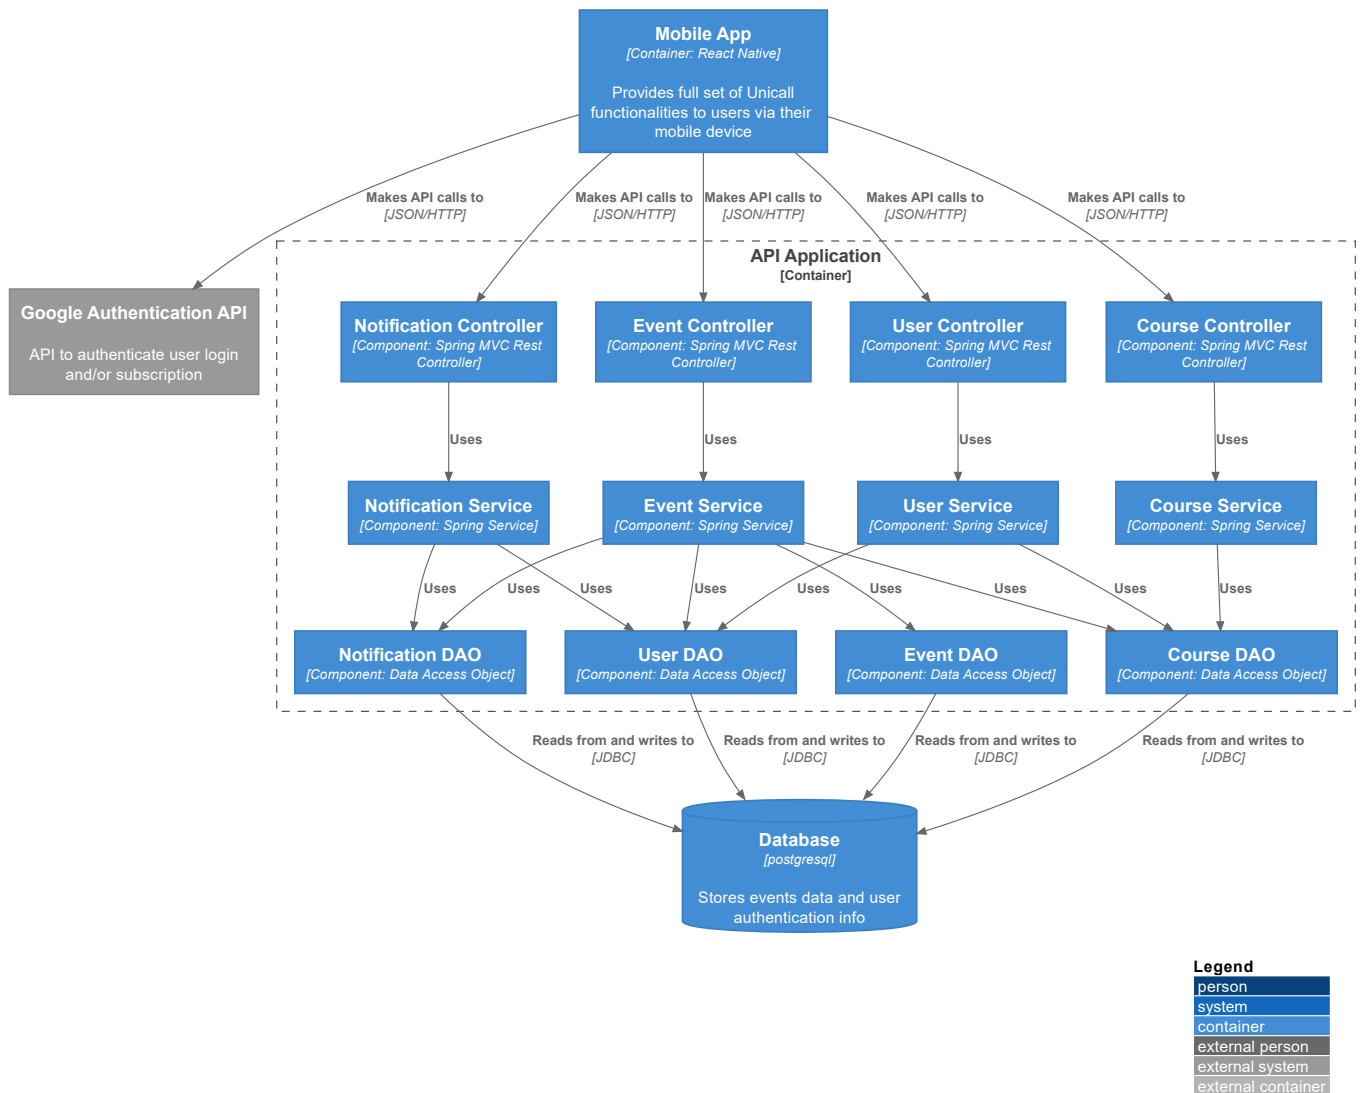 Mobile App
[Container: React Native]
Provides full set of Unicall
functionalities to users via their
mobile device
Makes API calls to
[JSON/HTTP]
Makes API calls to
[JSON/HTTP]
Makes API calls to
[JSON/HTTP]
Makes API calls to
[JSON/HTTP]
Makes API calls to
[JSON/HTTP]
API Application
[Container]
Google Authentication API
API to authenticate user login
and/or subscription
Notification Controller
[Component: Spring MVC Rest
Controller]
Event Controller
[Component: Spring MVC Rest
Controller]
User Controller
[Component: Spring MVC Rest
Controller]
Course Controller
[Component: Spring MVC Rest
Controller]
Uses
Uses
Uses
Uses
Notification Service
[Component: Spring Service]
Event Service
[Component: Spring Service]
User Service
[Component: Spring Service]
Course Service
[Component: Spring Service]
Uses
Uses
Uses
Uses
Uses
Uses
Uses
Uses
Uses
Notification DAO
[Component: Data Access Object]
User DAO
[Component: Data Access Object]
Event DAO
[Component: Data Access Object]
Course DAO
[Component: Data Access Object]
Reads from and writes to
[JDBC]
Reads from and writes to
[JDBC]
Reads from and writes to
[JDBC]
Reads from and writes to
[JDBC]
Database
[postgresql]
Stores events data and user
authentication info
Legend
person
system
container
external person
external system
external container